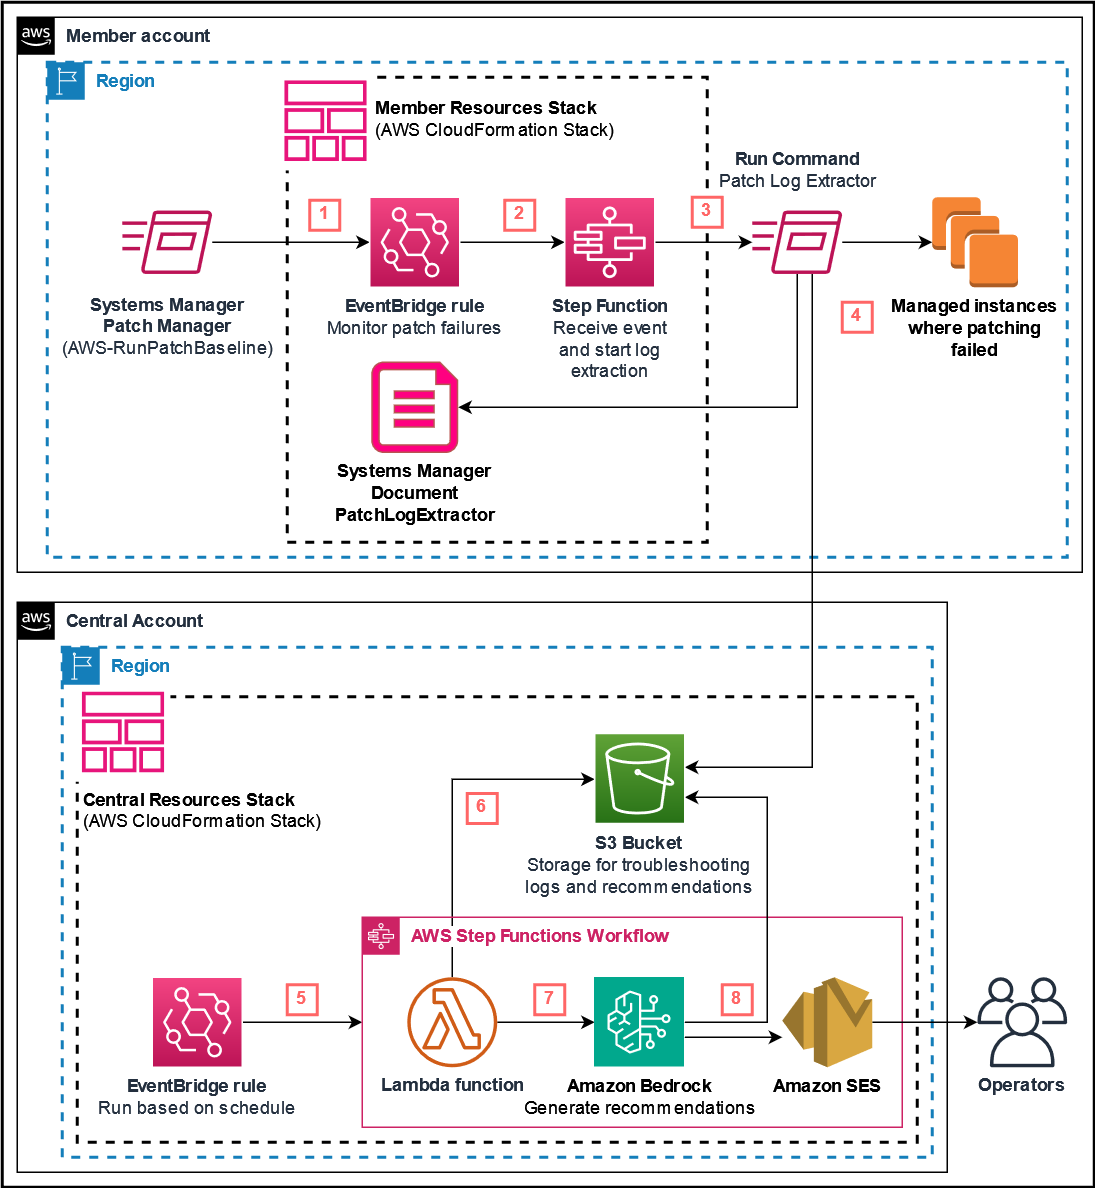 aws
Member account
Region
Member Resources Stack
(AWS CloudFormation Stack)
Run Command
Patch Log Extractor
1
2
3
Systems Manager
Patch Manager
(AWS-RunPatchBaseline)
EventBridge rule
Monitor patch failures
Step Function
Receive event
and start log
extraction
4
Managed instances
where patching
failed
Systems Manager
Document
PatchLogExtractor
aws
Central Account
Region
Central Resources Stack
(AWS CloudFormation Stack)
6
S3 Bucket
Storage for troubleshooting
logs and recommendations
AWS Step Functions Workflow
5
7
8
EventBridge rule
Run based on schedule
Lambda function
Amazon Bedrock
Generate recommendations
Amazon SES
Operators